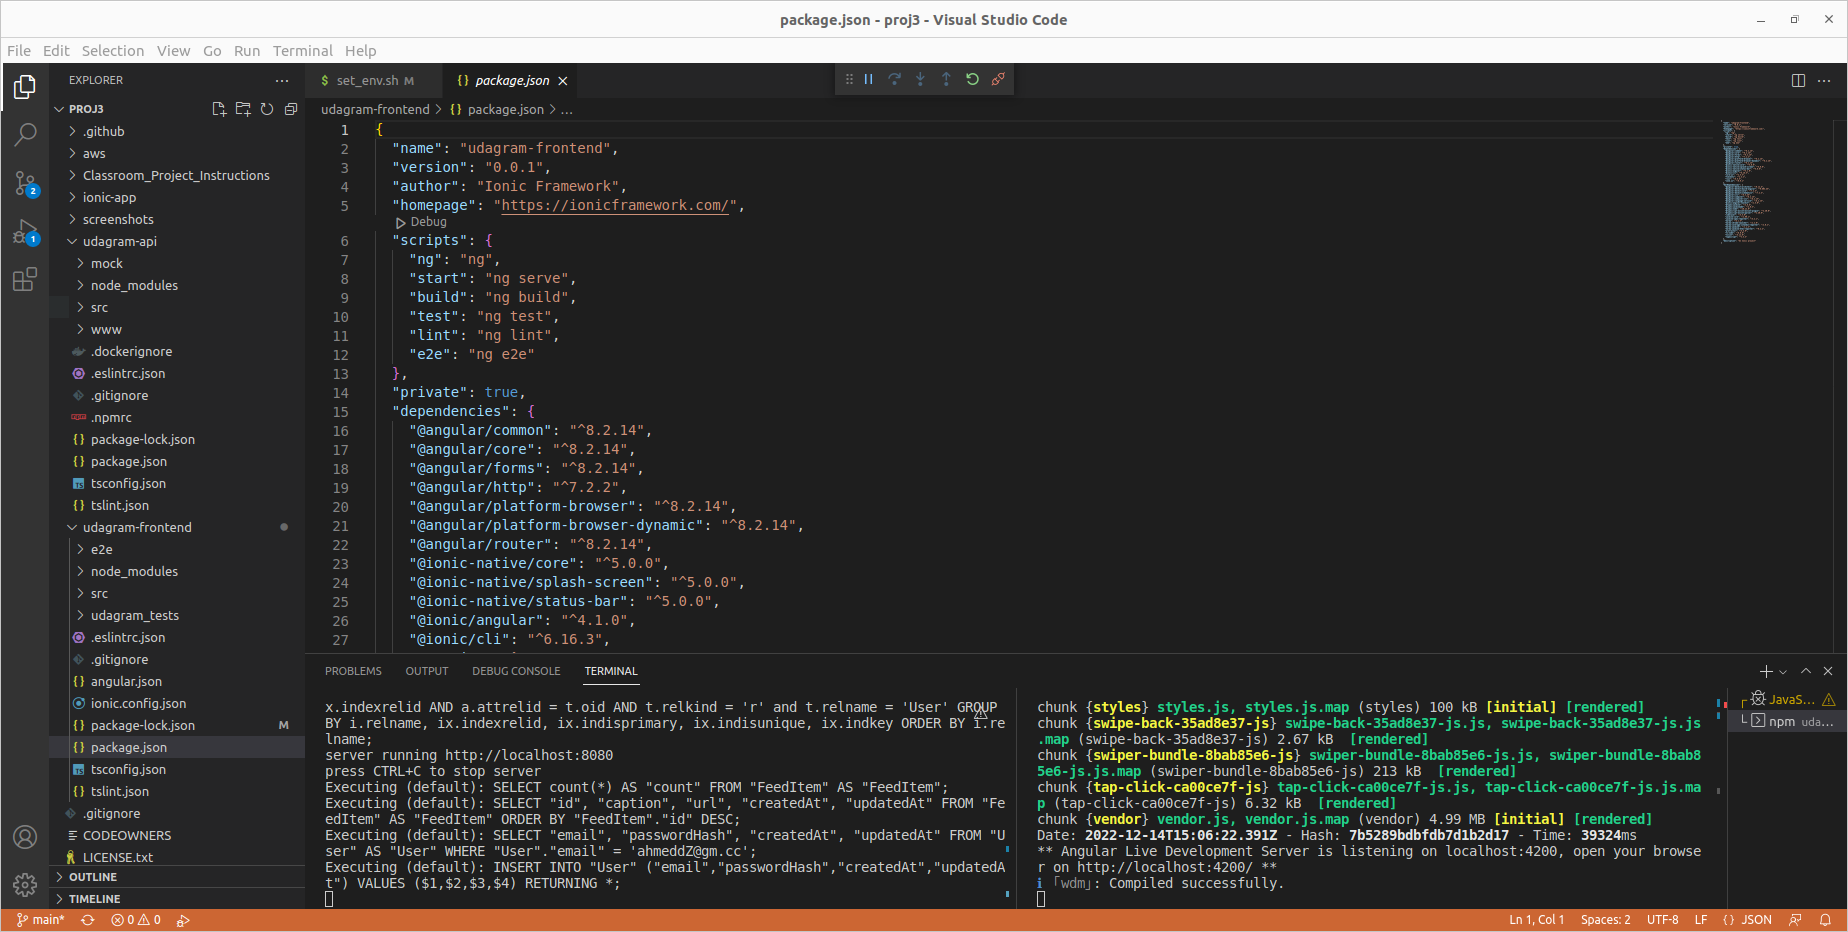 package.json - proj3 - Visual Studio Code
File Edit Selection View Go Run Terminal Help
EXPLORER
PROJ3
.github
aws
Classroom_Project_Instructions
ionic-app
screenshots
udagram-api
mock
node_modules
src
www
.dockerignore
.eslintrc.json
.gitignore
.npmrc
package-lock.json
package.json
tsconfig.json
tslint.json
udagram-frontend
e2e
node_modules
src
udagram_tests
.eslintrc.json
.gitignore
angular.json
ionic.config.json
package-lock.json M
package.json
tsconfig.json
tslint.json
.gitignore
CODEOWNERS
LICENSE.txt
OUTLINE
TIMELINE
2
1
$ set_env.sh M
{} package.json
udagram-frontend > {} package.json > ...
1 {
2 "name": "udagram-frontend",
3 "version": "0.0.1",
4 "author": "Ionic Framework",
5 "homepage": "https://ionicframework.com/",
Debug
6 "scripts": {
7 "ng": "ng",
8 "start": "ng serve",
9 "build": "ng build",
10 "test": "ng test",
11 "lint": "ng lint",
12 "e2e": "ng e2e"
13 },
14 "private": true,
15 "dependencies": {
16 "@angular/common": "^8.2.14",
17 "@angular/core": "^8.2.14",
18 "@angular/forms": "^8.2.14",
19 "@angular/http": "^7.2.2",
20 "@angular/platform-browser": "^8.2.14",
21 "@angular/platform-browser-dynamic": "^8.2.14",
22 "@angular/router": "^8.2.14",
23 "@ionic-native/core": "^5.0.0",
24 "@ionic-native/splash-screen": "^5.0.0",
25 "@ionic-native/status-bar": "^5.0.0",
26 "@ionic/angular": "^4.1.0",
27 "@ionic/cli": "^6.16.3",
PROBLEMS OUTPUT DEBUG CONSOLE TERMINAL
x.indexrelid AND a.attrelid = t.oid AND t.relkind = 'r' and t.relname = 'User' GROUP
BY i.relname, ix.indexrelid, ix.indisprimary, ix.indisunique, ix.indkey ORDER BY i.re
lname;
server running http://localhost:8080
press CTRL+C to stop server
Executing (default): SELECT count(*) AS "count" FROM "FeedItem" AS "FeedItem";
Executing (default): SELECT "id", "caption", "url", "createdAt", "updatedAt" FROM "Fe
edItem" AS "FeedItem" ORDER BY "FeedItem"."id" DESC;
Executing (default): SELECT "email", "passwordHash", "createdAt", "updatedAt" FROM "U
ser" AS "User" WHERE "User"."email" = 'ahmeddZ@gm.cc';
Executing (default): INSERT INTO "User" ("email","passwordHash","createdAt","updatedA
t") VALUES ($1,$2,$3,$4) RETURNING *;
chunk {styles} styles.js, styles.js.map (styles) 100 kB [initial] [rendered]
chunk {swipe-back-35ad8e37-js} swipe-back-35ad8e37-js.js, swipe-back-35ad8e37-js.js
.map (swipe-back-35ad8e37-js) 2.67 kB [rendered]
chunk {swiper-bundle-8bab85e6-js} swiper-bundle-8bab85e6-js.js, swiper-bundle-8bab8
5e6-js.js.map (swiper-bundle-8bab85e6-js) 213 kB [rendered]
chunk {tap-click-ca00ce7f-js} tap-click-ca00ce7f-js.js, tap-click-ca00ce7f-js.js.ma
p (tap-click-ca00ce7f-js) 6.32 kB [rendered]
chunk {vendor} vendor.js, vendor.js.map (vendor) 4.99 MB [initial] [rendered]
Date: 2022-12-14T15:06:22.391Z - Hash: 7b5289bdbfdb7d1b2d17 - Time: 39324ms
** Angular Live Development Server is listening on localhost:4200, open your browse
r on http://localhost:4200/ **
ℹ ｢wdm｣: Compiled successfully.
JavaS...
npm uda...
main* 0 0
Ln 1, Col 1 Spaces: 2 UTF-8 LF {} JSON